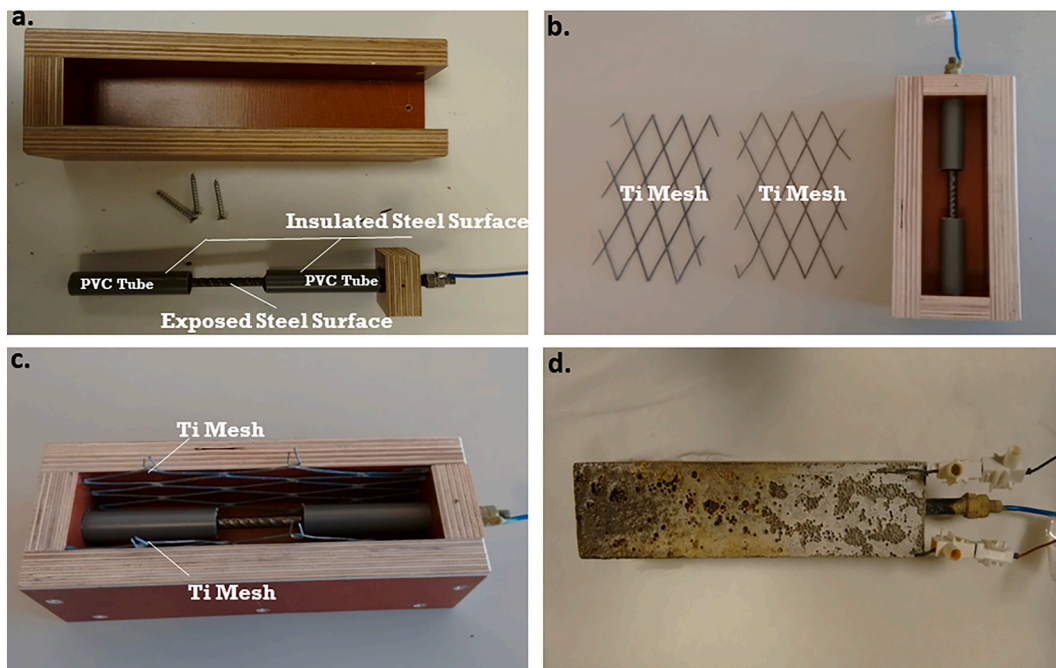 a.
Insulated Steel Surface
PVC Tube
PVC Tube
Exposed Steel Surface
b.
Ti Mesh
Ti Mesh
c.
Ti Mesh
Ti Mesh
d.